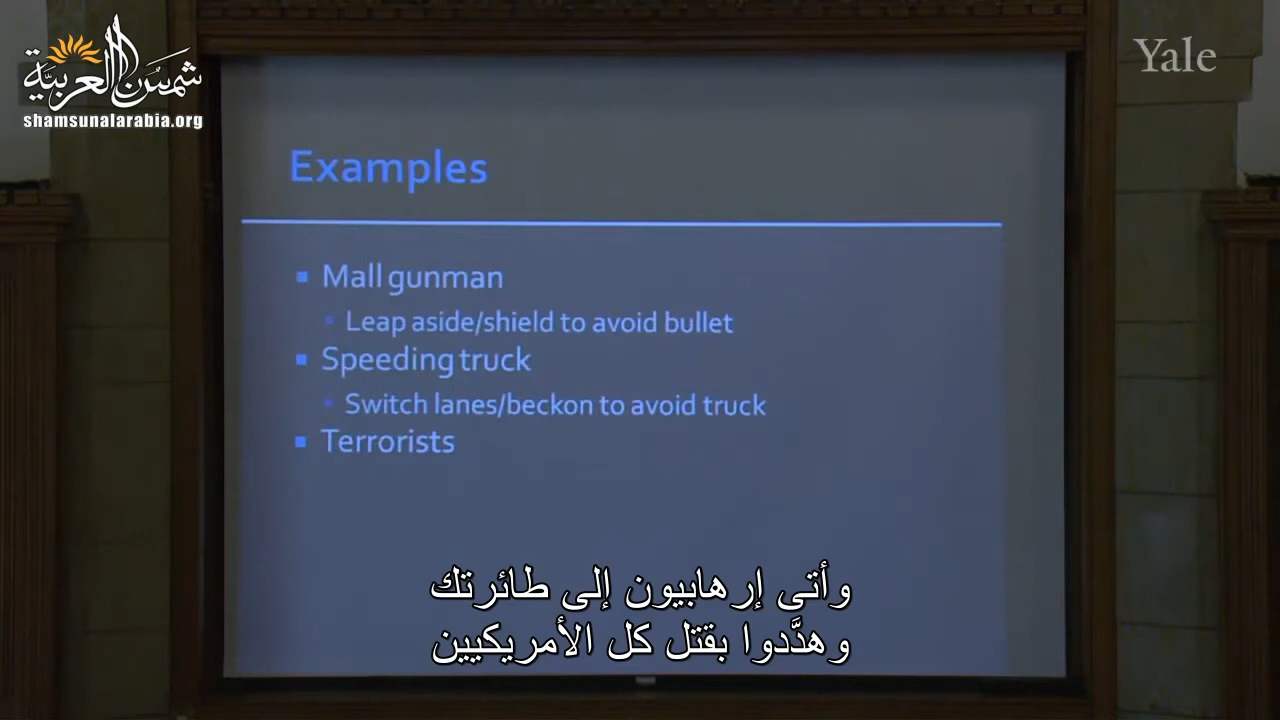 شمس العربية
shamsunalarabia.org
Yale
Examples
Mall gunman
Leap aside/shield to avoid bullet
Speeding truck
Switch lanes/beckon to avoid truck
Terrorists
وأتى إرهابيون إلى طائرتك
وهدَّدوا بقتل كل الأمريكيين